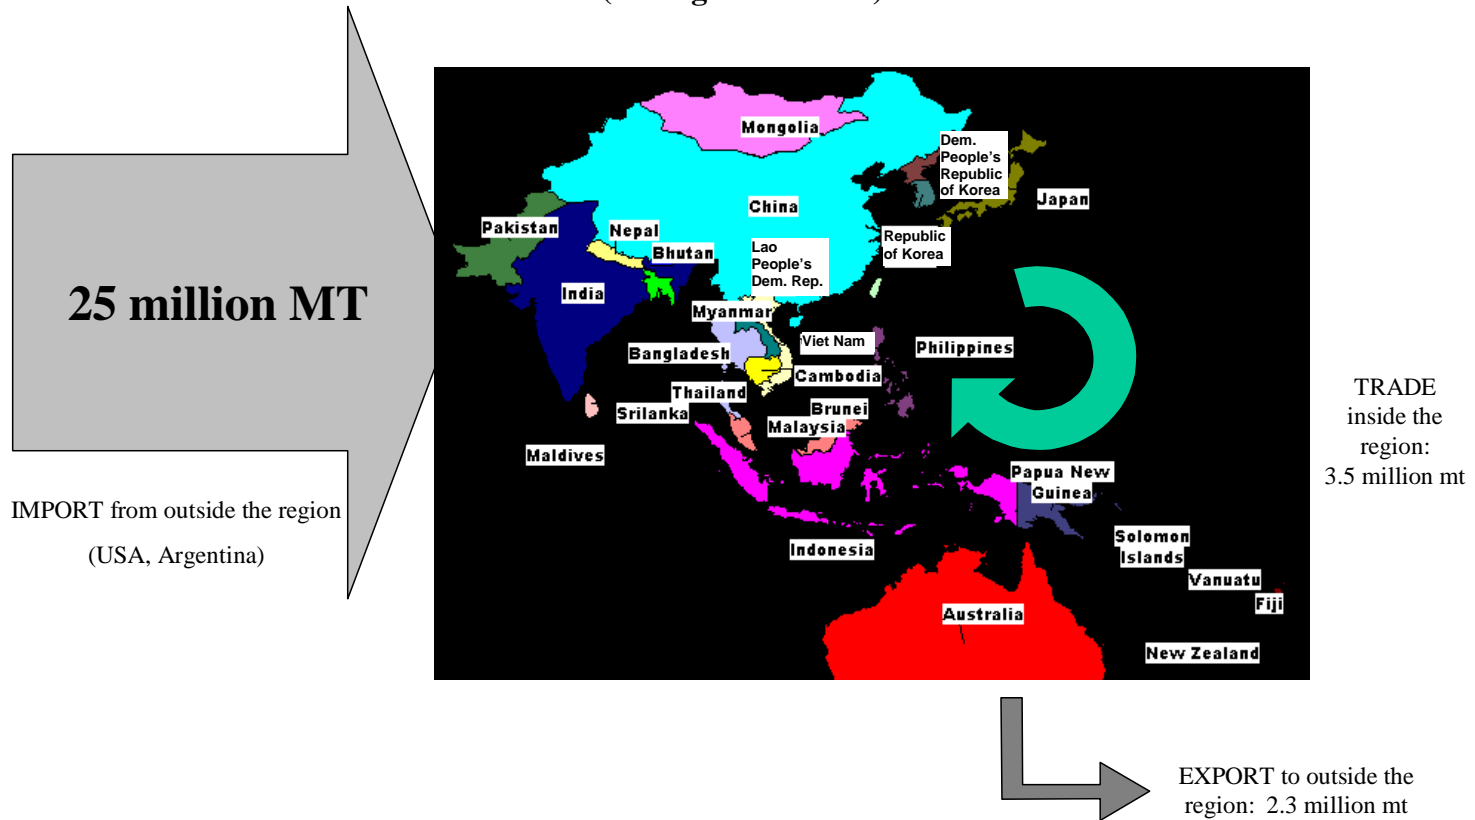 25 million MT
IMPORT from outside the region
(USA, Argentina)
Mongolia
Dem.
People's
Republic
of Korea
Japan
China
Pakistan
Nepal
Bhutan
Republic
of Korea
Lao
People's
Dem. Rep.
India
Myanmar
Viet Nam
Philippines
Bangladesh
Cambodia
Thailand
Srilanka
Brunei
Malaysia
Maldives
Papua New
Guinea
Indonesia
Solomon
Islands
Vanuatu
Fiji
Australia
New Zealand
TRADE
inside the
region:
3.5 million mt
EXPORT to outside the
region: 2.3 million mt